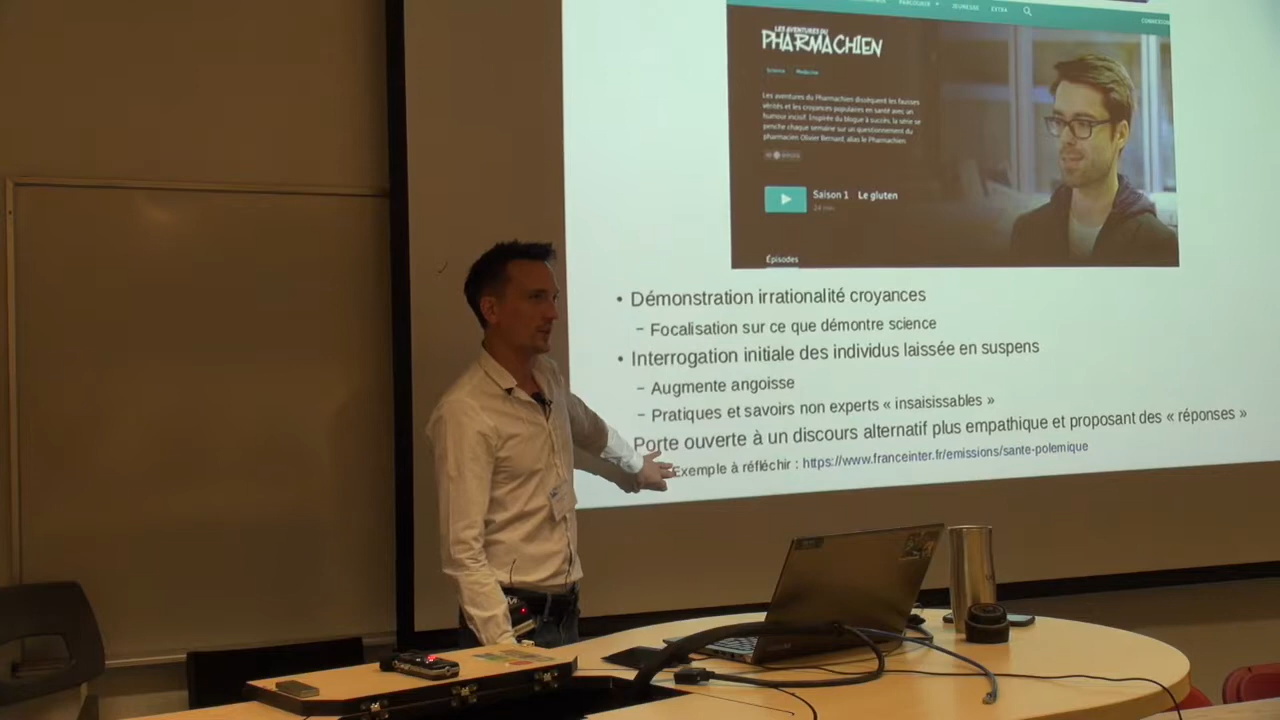 PARCOURIR
JEUNESSE
EXTRA
CONNEXION
LES AVENTURES DU
PHARMACHIEN
Science
Médecine
Les aventures du Pharmachien dissèquent les fausses
vérités et les croyances populaires en santé avec un
humour incisif. Inspirée du blogue à succès, la série se
penche chaque semaine sur un questionnement du
pharmacien Olivier Bernard, alias le Pharmachien.
Saison 1 Le gluten
24 min
Épisodes
• Démonstration irrationalité croyances
– Focalisation sur ce que démontre science
• Interrogation initiale des individus laissée en suspens
– Augmente angoisse
– Pratiques et savoirs non experts « insaisissables »
Porte ouverte à un discours alternatif plus empathique et proposant des « réponses »
Exemple à réfléchir : https://www.franceinter.fr/emissions/sante-polemique